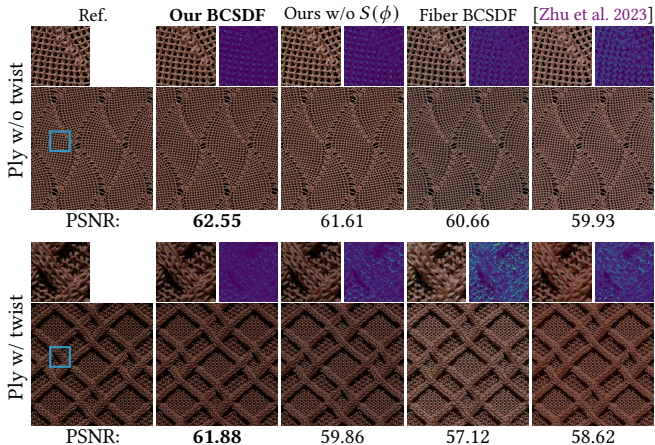 Ref. Our BCSDF Ours w/o S(ϕ) Fiber BCSDF [Zhu et al. 2023]
Ply w/o twist
PSNR: 62.55 61.61 60.66 59.93
Ply w/ twist
PSNR: 61.88 59.86 57.12 58.62